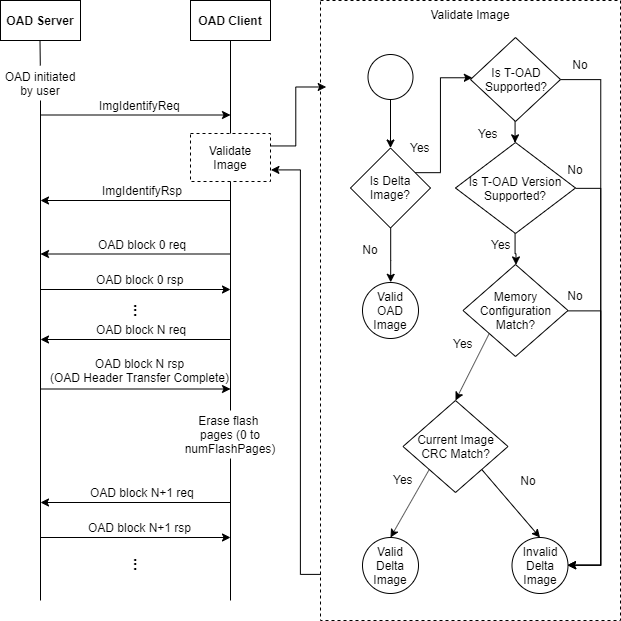 OAD Server
OAD Client
OAD initiated
by user
ImgIdentifyReq
Validate
Image
ImgIdentifyRsp
OAD block 0 req
OAD block 0 rsp
⋮
OAD block N req
OAD block N rsp
(OAD Header Transfer Complete)
Erase flash
pages (0 to
numFlashPages)
OAD block N+1 req
OAD block N+1 rsp
⋮
Validate Image
Is T-OAD
Supported?
No
Yes
Yes
Is Delta
Image?
Is T-OAD Version
Supported?
No
No
Yes
Valid
OAD
Image
Memory
Configuration
Match?
No
Yes
Current Image
CRC Match?
Yes
No
Valid
Delta
Image
Invalid
Delta
Image